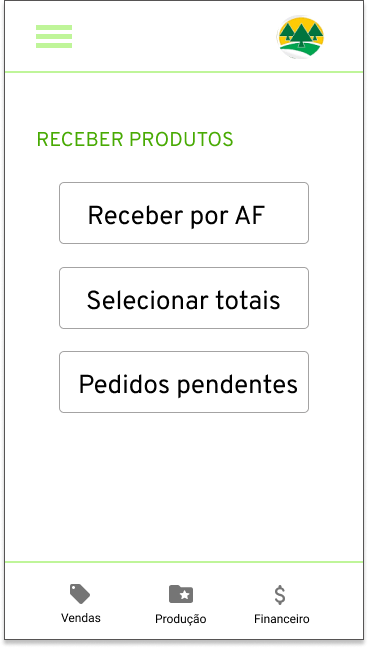 RECEBER PRODUTOS
Receber por AF
Selecionar totais
Pedidos pendentes
Vendas
Produção
Financeiro